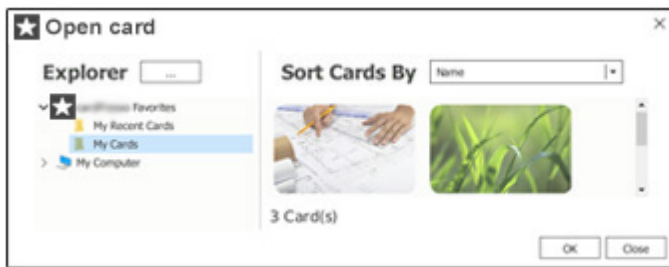 Open card
Explorer ...
Sort Cards By Name
Favorites
My Recent Cards
My Cards
My Computer
3 Card(s)
OK Close